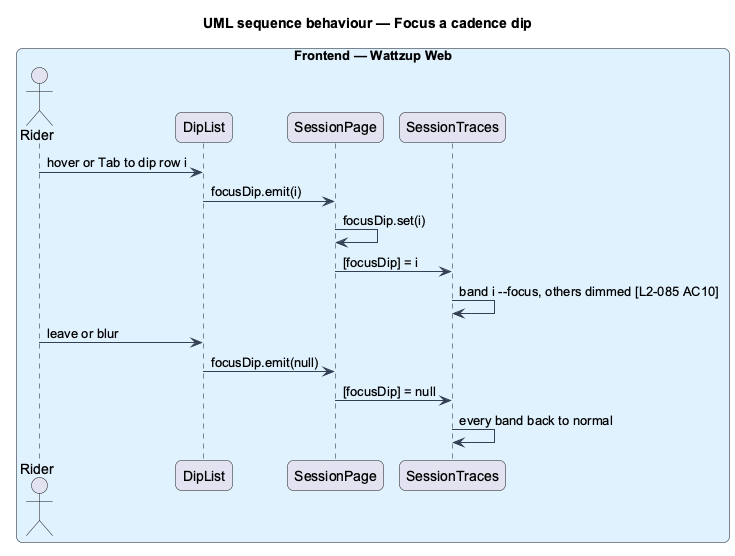 UML sequence behaviour — Focus a cadence dip
Frontend — Wattzup Web
Rider
DipList
SessionPage
SessionTraces
hover or Tab to dip row i
focusDip.emit(i)
focusDip.set(i)
[focusDip] = i
band i --focus, others dimmed [L2-085 AC10]
leave or blur
focusDip.emit(null)
[focusDip] = null
every band back to normal
Rider
DipList
SessionPage
SessionTraces